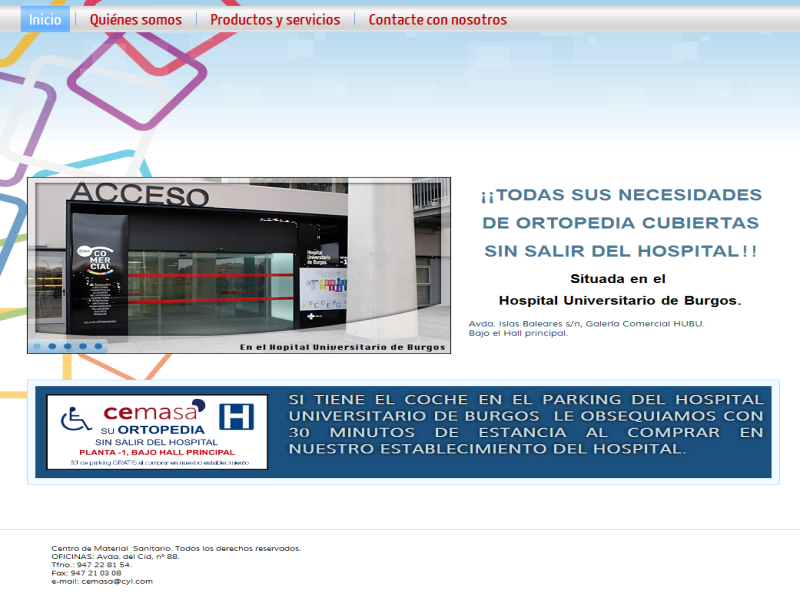 Inicio
Quiénes somos
Productos y servicios
Contacte con nosotros
ACCESO
CO
MER
CIAL
Hospital
Universitario
de Burgos
En el Hopital Universitario de Burgos
¡¡TODAS SUS NECESIDADES
DE ORTOPEDIA CUBIERTAS
SIN SALIR DEL HOSPITAL!!
Situada en el
Hospital Universitario de Burgos.
Avda. Islas Baleares s/n, Galería Comercial HUBU.
Bajo el Hall principal.
cemasa
SU ORTOPEDIA
SIN SALIR DEL HOSPITAL
PLANTA -1, BAJO HALL PRINCIPAL
de parking GRATIS al comprar en nuestro establecimiento
H
SI TIENE EL COCHE EN EL PARKING DEL HOSPITAL
UNIVERSITARIO DE BURGOS LE OBSEQUIAMOS CON
30 MINUTOS DE ESTANCIA AL COMPRAR EN
NUESTRO ESTABLECIMIENTO DEL HOSPITAL.
Centro de Material Sanitario. Todos los derechos reservados.
OFICINAS: Avda. del Cid, nº 88.
Tfno.: 947 22 81 54.
Fax: 947 21 03 08
e-mail: cemasa@cyl.com